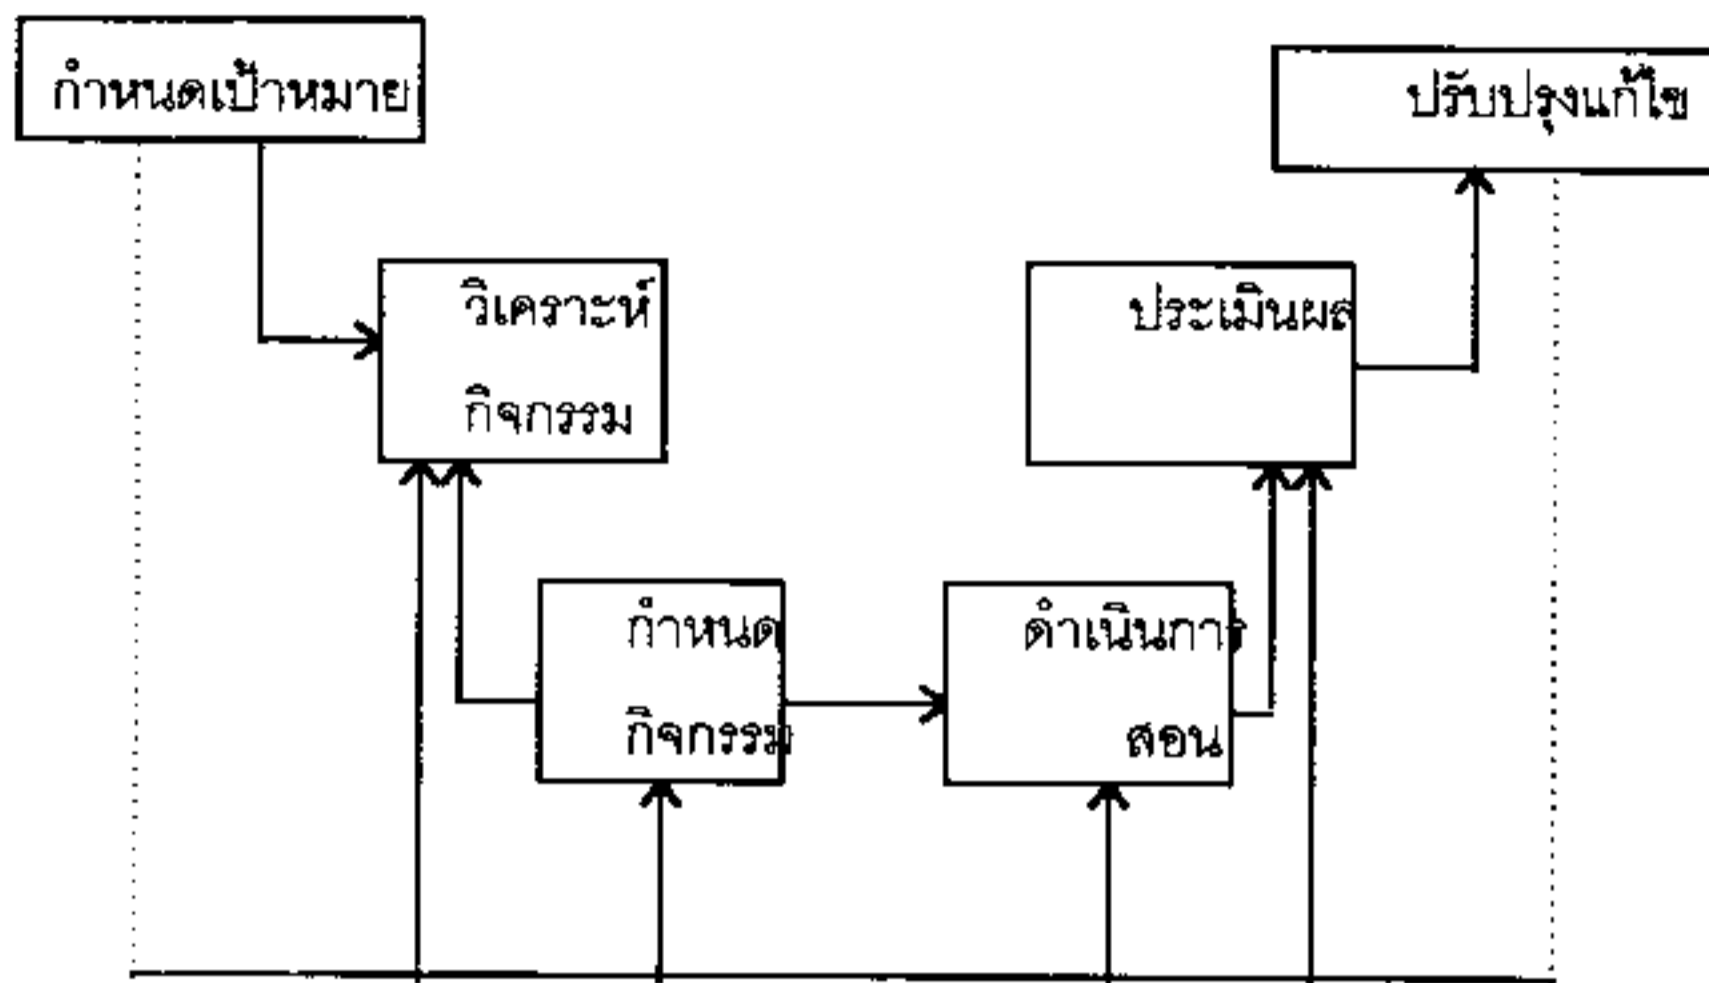 กำหนดเป้าหมาย
ปรับปรุงแก้ไข
วิเคราะห์
กิจกรรม
ประเมินผล
กำหนด
กิจกรรม
ดำเนินการ
สอน